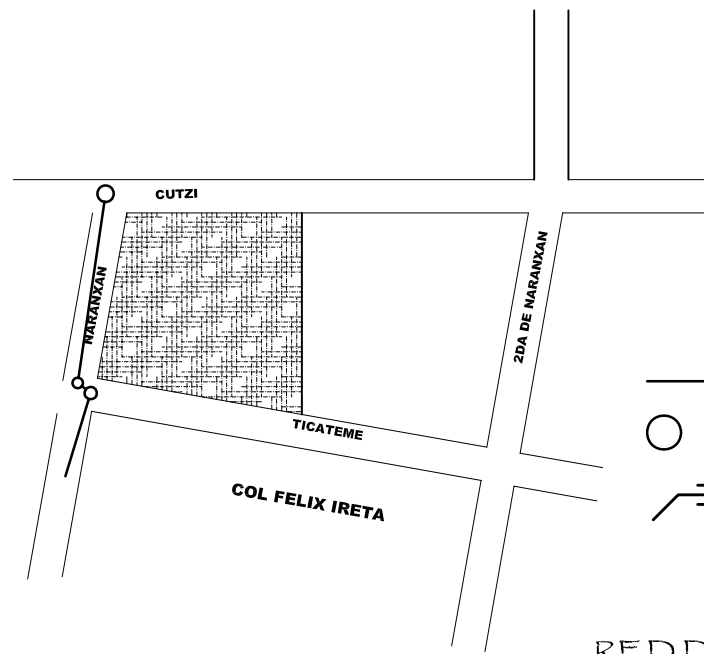 CUTZI
NARANXAN
2DA DE NARANXAN
TICATEME
COL FELIX IRETA